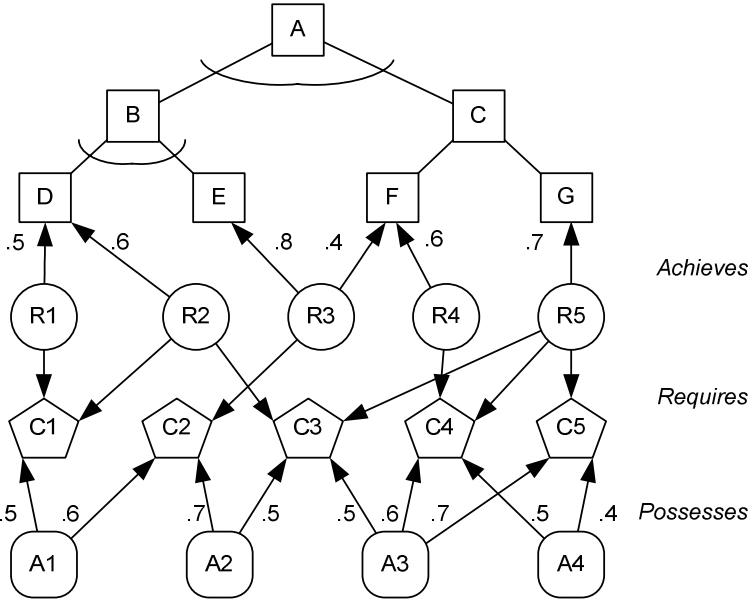 A
B C
D E F G
.5 .6 .8 .4 .6 .7
Achieves
R1 R2 R3 R4 R5
Requires
C1 C2 C3 C4 C5
.5 .6 .7 .5 .5 .6 .7 .5 .4 Possesses
A1 A2 A3 A4